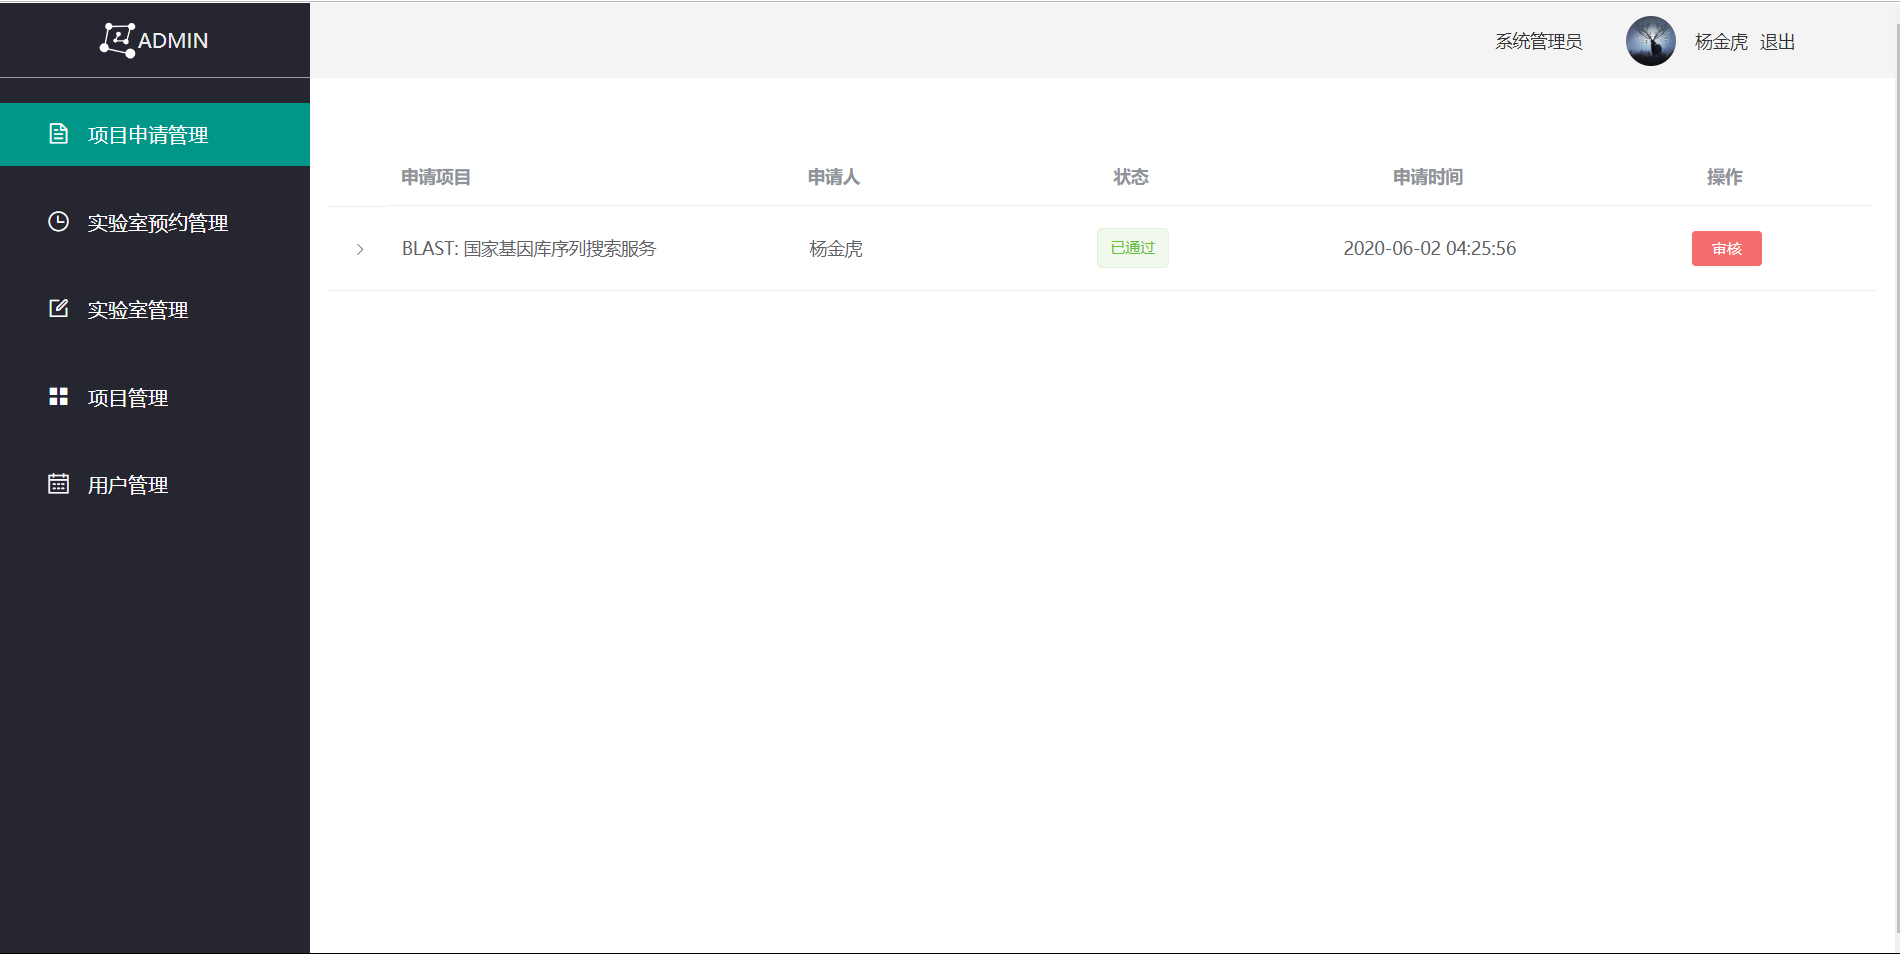 ADMIN
系统管理员 杨金虎 退出
项目申请管理
实验室预约管理
实验室管理
项目管理
用户管理
申请项目 申请人 状态 申请时间 操作
BLAST: 国家基因库序列搜索服务 杨金虎 已通过 2020-06-02 04:25:56 审核